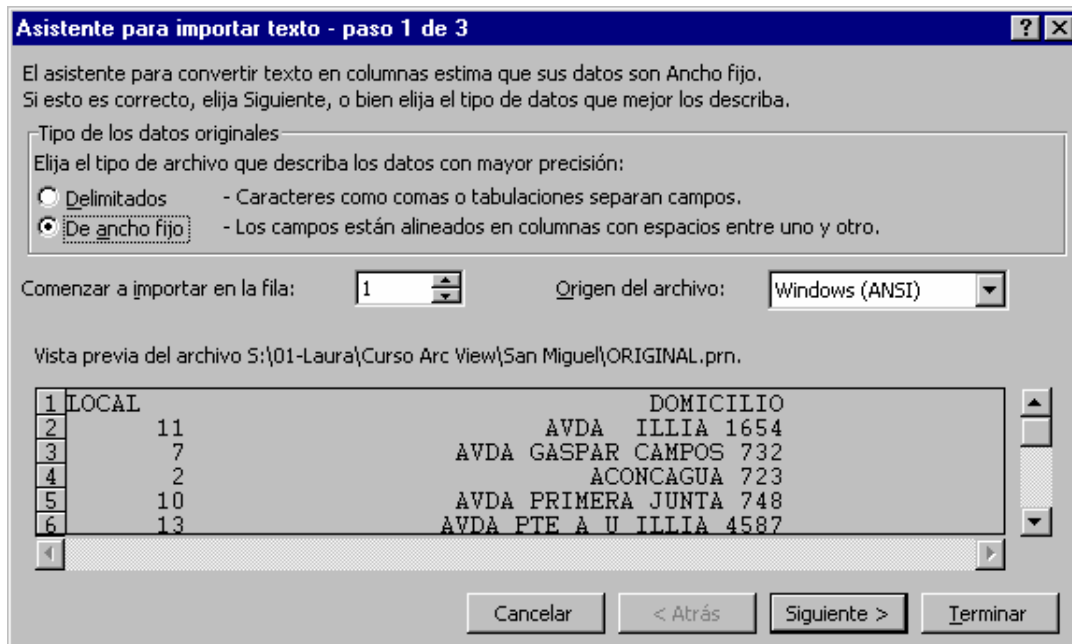 Asistente para importar texto - paso 1 de 3
El asistente para convertir texto en columnas estima que sus datos son Ancho fijo.
Si esto es correcto, elija Siguiente, o bien elija el tipo de datos que mejor los describa.
Tipo de los datos originales
Elija el tipo de archivo que describa los datos con mayor precisión:
Delimitados - Caracteres como comas o tabulaciones separan campos.
De ancho fijo - Los campos están alineados en columnas con espacios entre uno y otro.
Comenzar a importar en la fila: 1 Origen del archivo: Windows (ANSI)
Vista previa del archivo S:\01-Laura\Curso Arc View\San Miguel\ORIGINAL.prn.
1 LOCAL DOMICILIO
2 11 AVDA ILLIA 1654
3 7 AVDA GASPAR CAMPOS 732
4 2 ACONCAGUA 723
5 10 AVDA PRIMERA JUNTA 748
6 13 AVDA PTE A U ILLIA 4587
Cancelar < Atrás Siguiente > Terminar